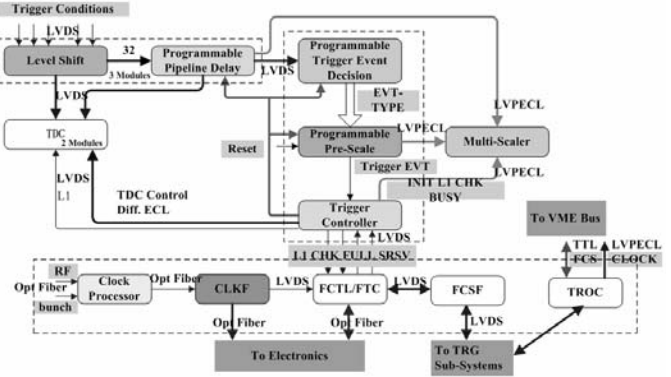 Trigger Conditions
LVDS
Level Shift
32
3 Modules
Programmable
Pipeline Delay
LVDS
Programmable
Trigger Event
Decision
EVT-
TYPE
LVPECL
LVDS
TDC
2 Modules
Reset
Programmable
Pre-Scale
LVPECL
Multi-Scaler
Trigger EVT
LVPECL
INIT L1 CHK
BUSY
LVDS
L1
TDC Control
Diff. ECL
Trigger
Controller
LVDS
L1 CHK FULL SRSV
To VME Bus
TTL
LVPECL
FCS
CLOCK
RF
Opt Fiber
bunch
Clock
Processor
Opt Fiber
CLKF
LVDS
FCTL/FTC
LVDS
FCSF
TROC
Opt Fiber
Opt Fiber
LVDS
To Electronics
To TRG
Sub-Systems